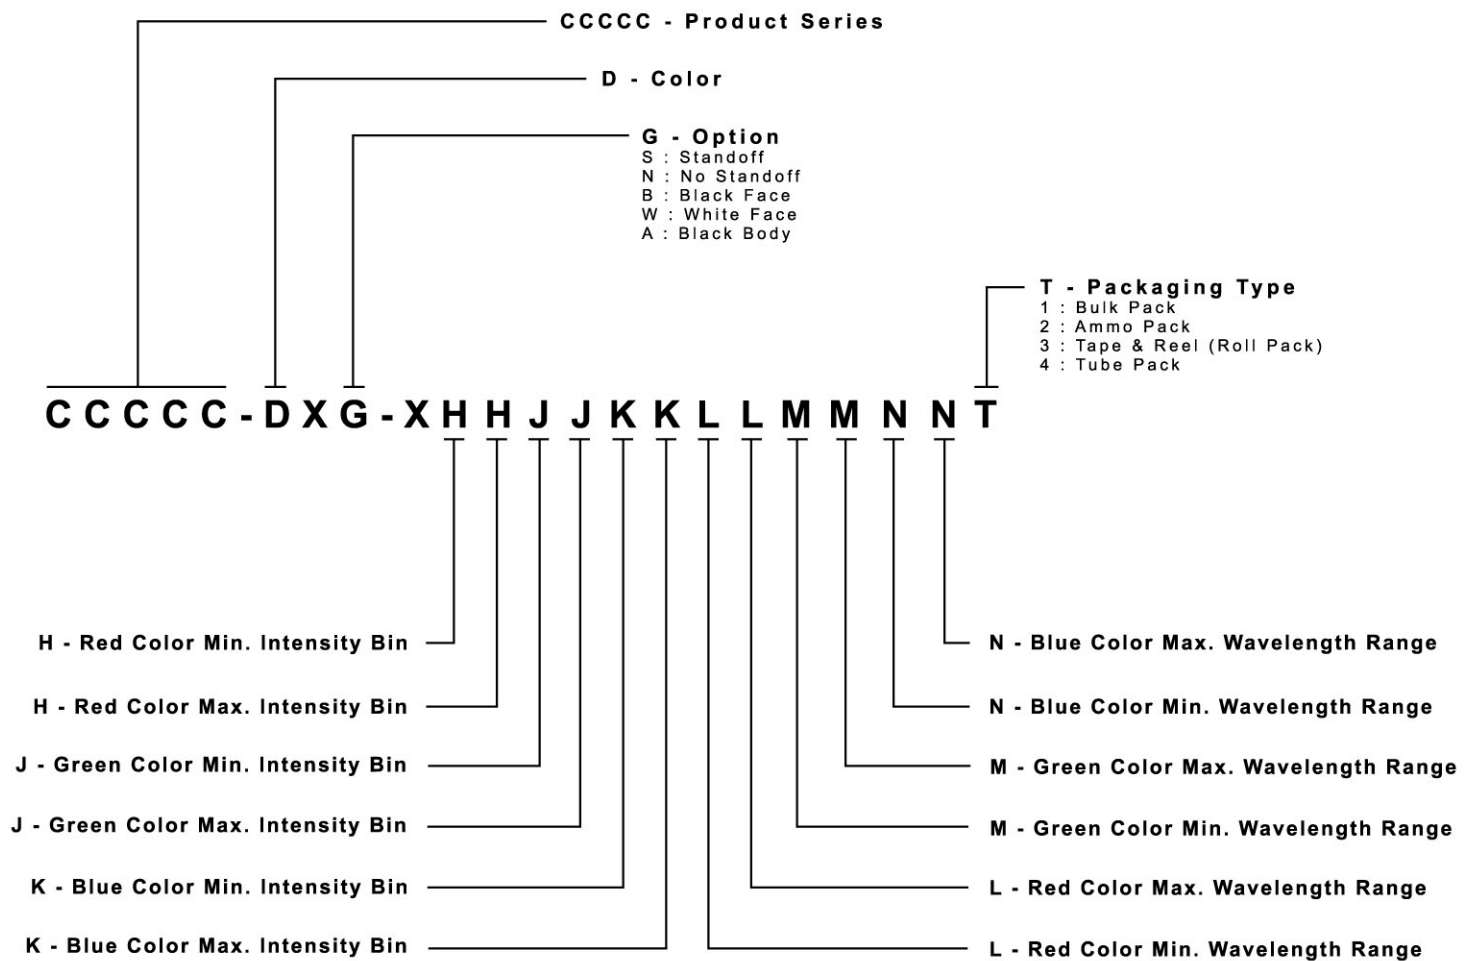 CCCCC - Product Series
D - Color
G - Option
S : Standoff
N : No Standoff
B : Black Face
W : White Face
A : Black Body
T - Packaging Type
1 : Bulk Pack
2 : Ammo Pack
3 : Tape & Reel (Roll Pack)
4 : Tube Pack
CCCCC-DXG-XHHJJKKLLMMNNT
H - Red Color Min. Intensity Bin
H - Red Color Max. Intensity Bin
J - Green Color Min. Intensity Bin
J - Green Color Max. Intensity Bin
K - Blue Color Min. Intensity Bin
K - Blue Color Max. Intensity Bin
N - Blue Color Max. Wavelength Range
N - Blue Color Min. Wavelength Range
M - Green Color Max. Wavelength Range
M - Green Color Min. Wavelength Range
L - Red Color Max. Wavelength Range
L - Red Color Min. Wavelength Range